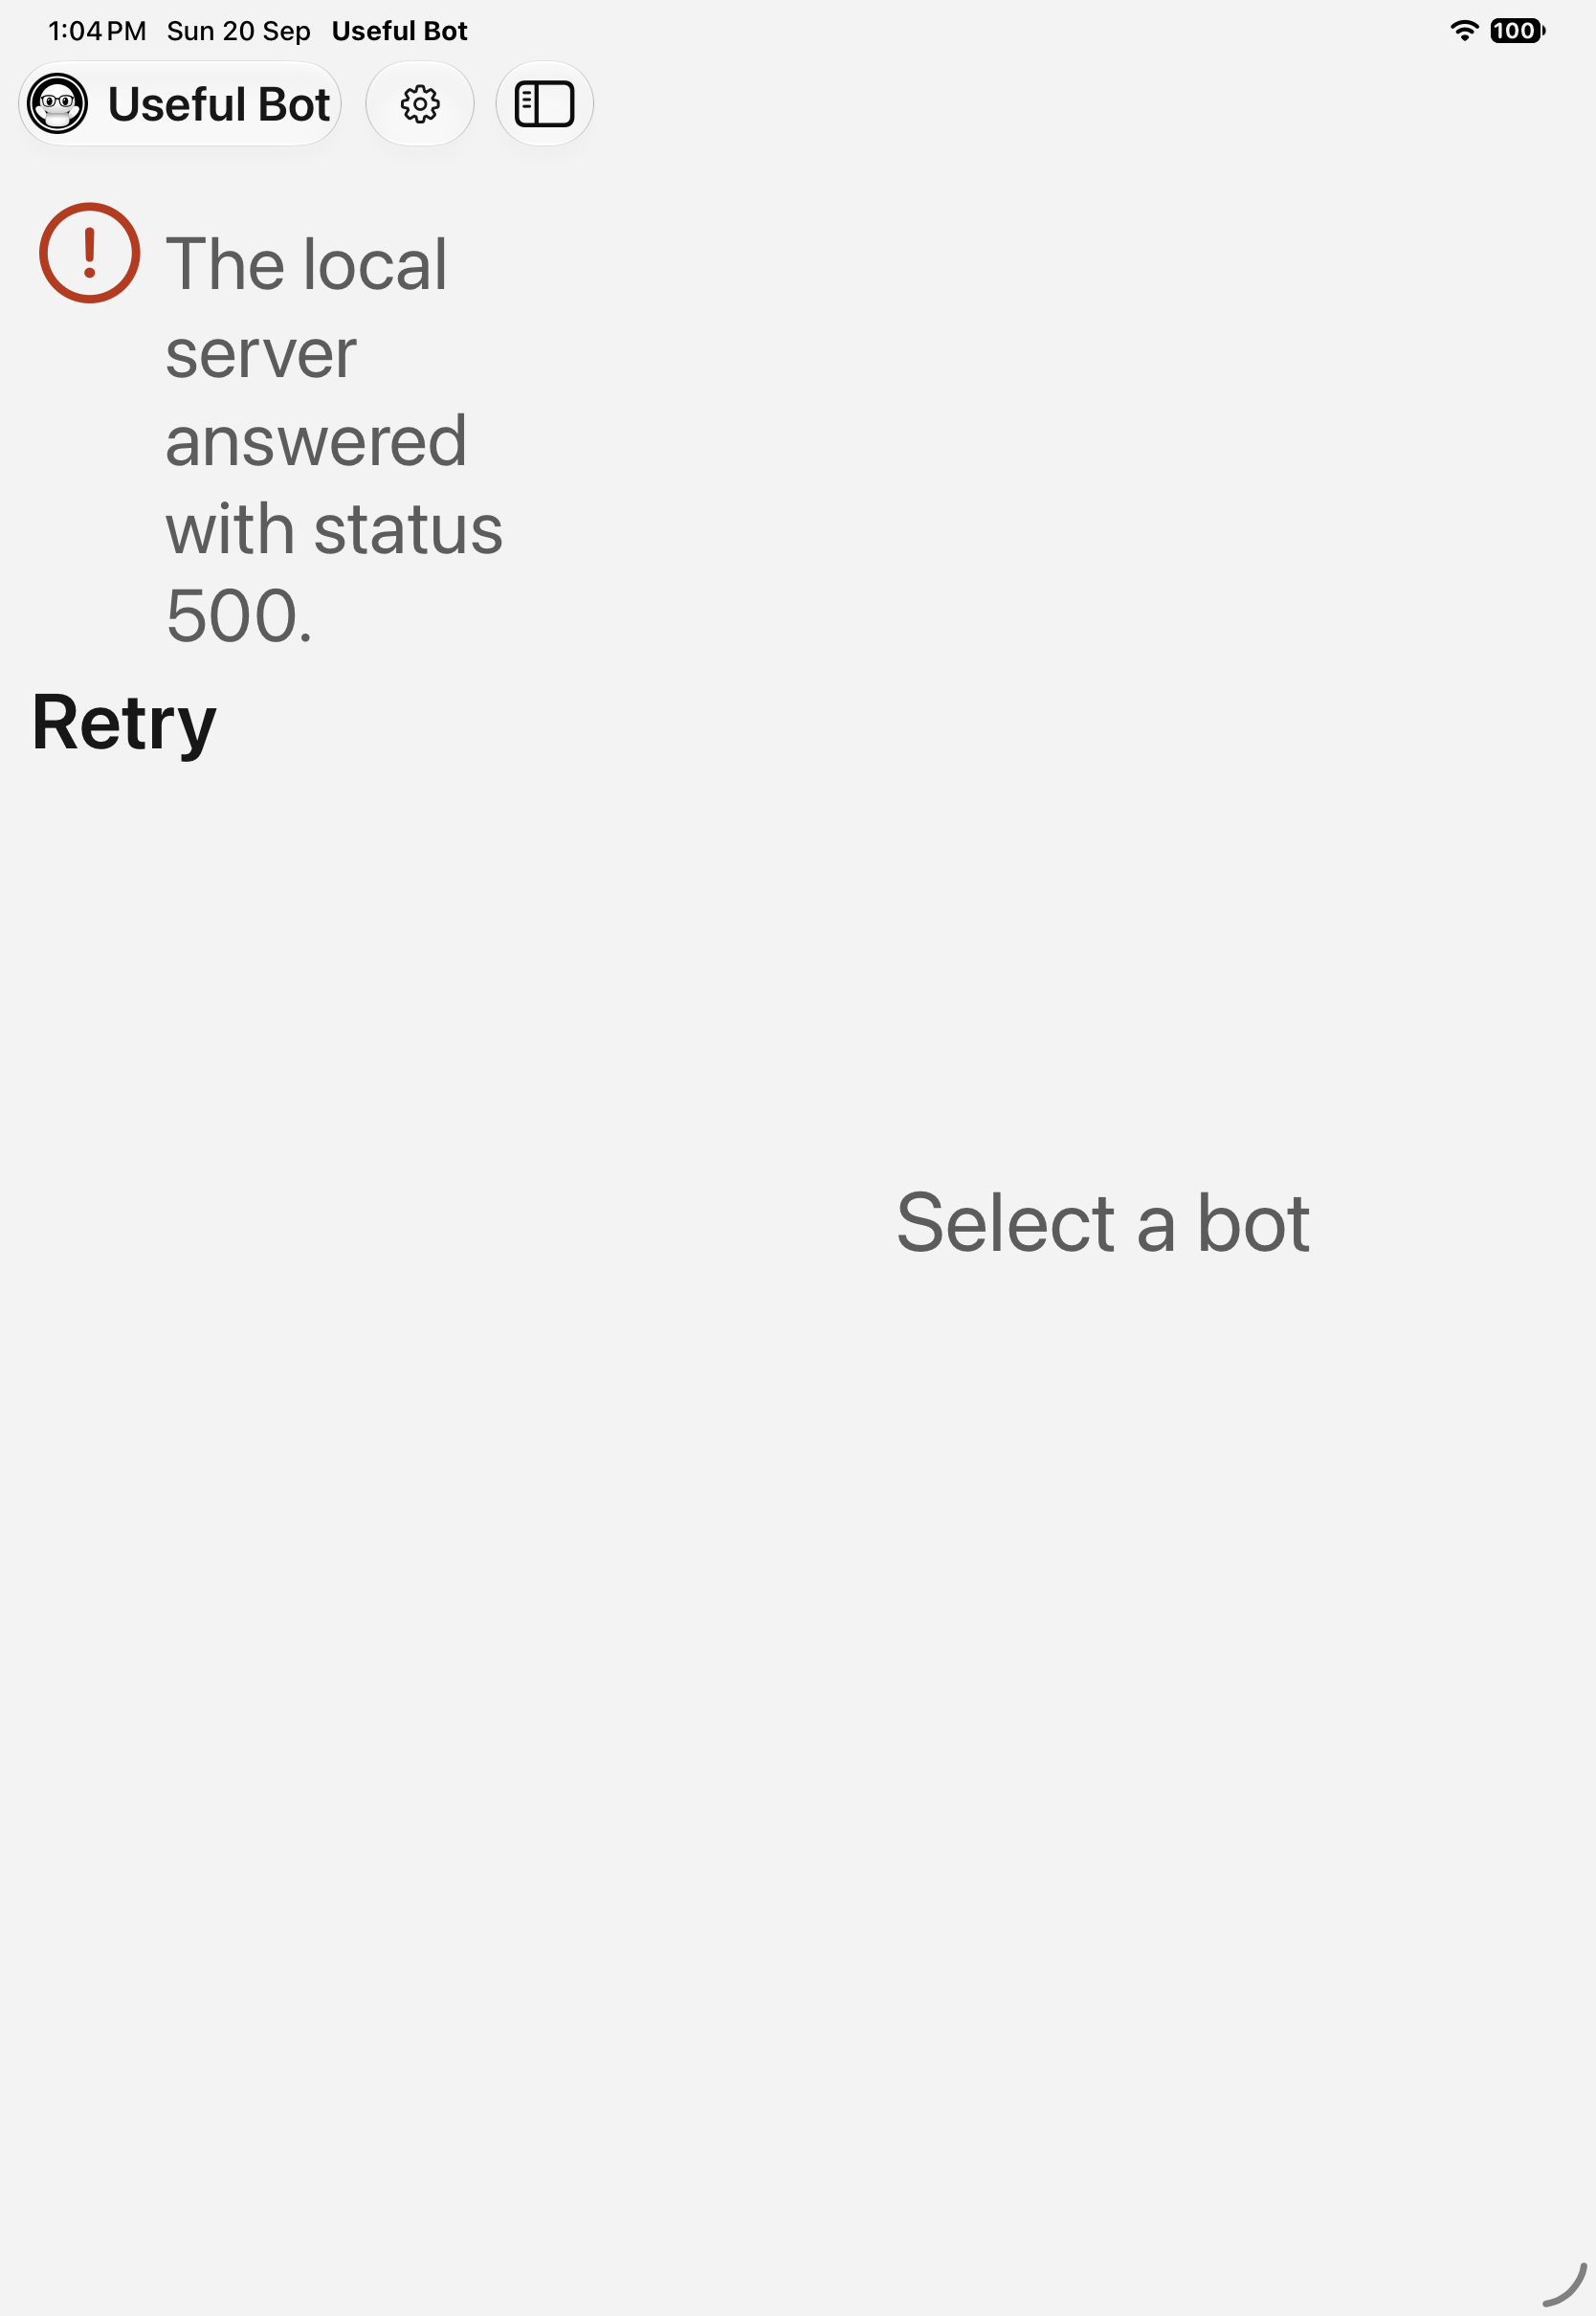 1:04 PM Sun 20 Sep Useful Bot
100
Useful Bot
The local
server
answered
with status
500.
Retry
Select a bot